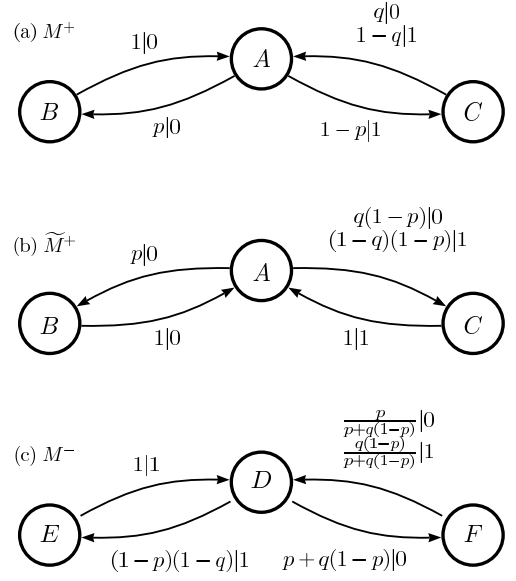 (a) M⁺
1|0
A
q|0
1 − q|1
B
C
p|0
1 − p|1
(b) M̃⁺
p|0
A
q(1 − p)|0
(1 − q)(1 − p)|1
B
C
1|0
1|1
(c) M⁻
1|1
D
p/(p+q(1−p))|0
q(1−p)/(p+q(1−p))|1
E
F
(1 − p)(1 − q)|1
p + q(1 − p)|0